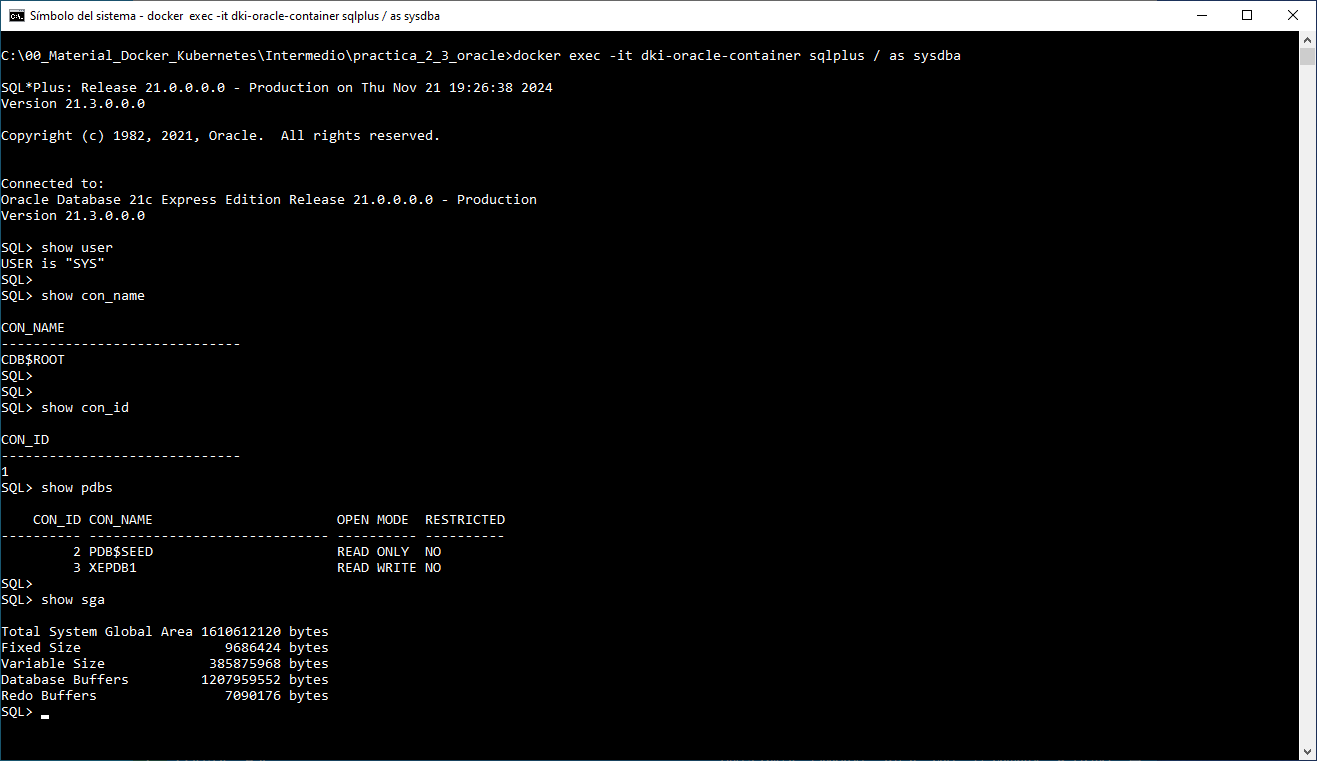 Símbolo del sistema - docker  exec -it dki-oracle-container sqlplus / as sysdba
C:\00_Material_Docker_Kubernetes\Intermedio\practica_2_3_oracle>docker exec -it dki-oracle-container sqlplus / as sysdba
SQL*Plus: Release 21.0.0.0.0 - Production on Thu Nov 21 19:26:38 2024
Version 21.3.0.0.0
Copyright (c) 1982, 2021, Oracle.  All rights reserved.
Connected to:
Oracle Database 21c Express Edition Release 21.0.0.0.0 - Production
Version 21.3.0.0.0
SQL> show user
USER is "SYS"
SQL>
SQL> show con_name
CON_NAME
------------------------------
CDB$ROOT
SQL>
SQL>
SQL> show con_id
CON_ID
------------------------------
1
SQL> show pdbs
    CON_ID CON_NAME                       OPEN MODE  RESTRICTED
---------- ------------------------------ ---------- ----------
         2 PDB$SEED                       READ ONLY  NO
         3 XEPDB1                         READ WRITE NO
SQL>
SQL> show sga
Total System Global Area 1610612120 bytes
Fixed Size                  9686424 bytes
Variable Size             385875968 bytes
Database Buffers         1207959552 bytes
Redo Buffers                7090176 bytes
SQL>